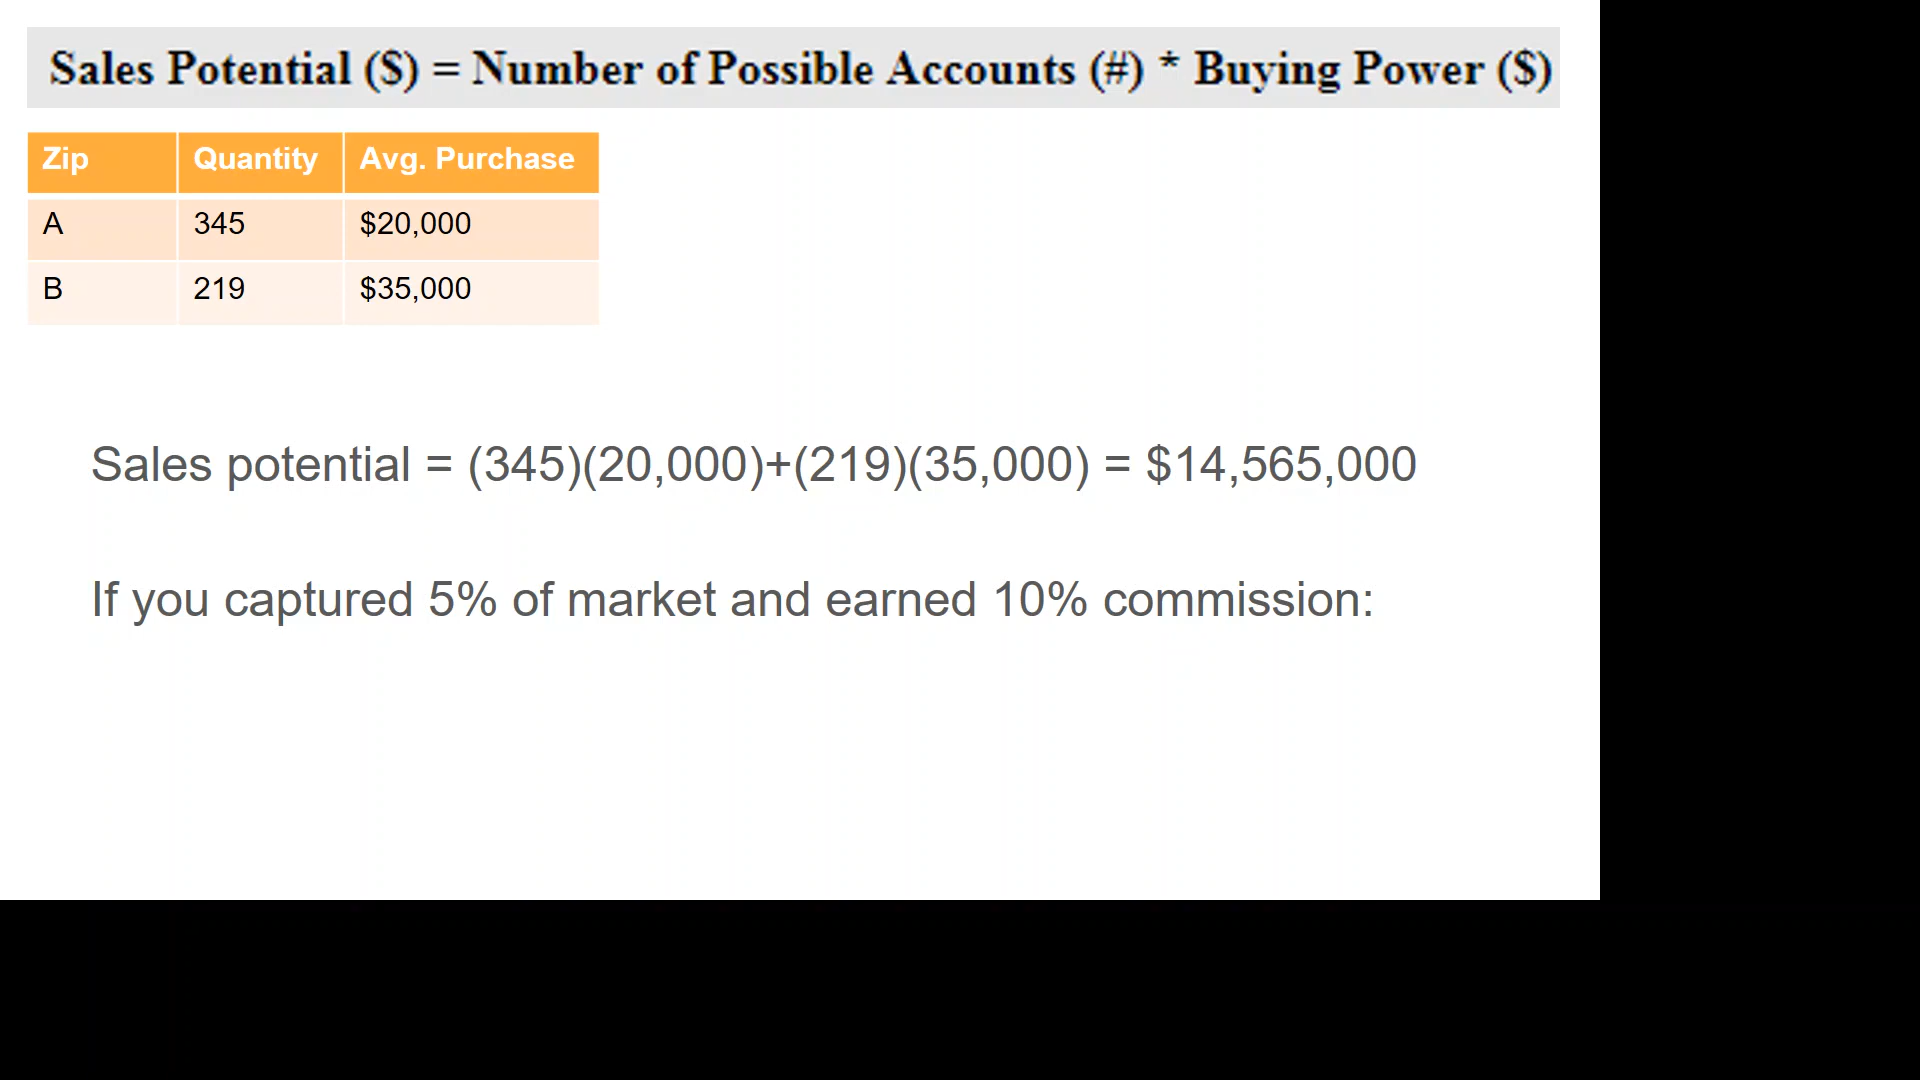 Sales Potential ($) = Number of Possible Accounts (#) * Buying Power ($)
Zip Quantity Avg. Purchase
A 345 $20,000
B 219 $35,000
Sales potential = (345)(20,000)+(219)(35,000) = $14,565,000
If you captured 5% of market and earned 10% commission: